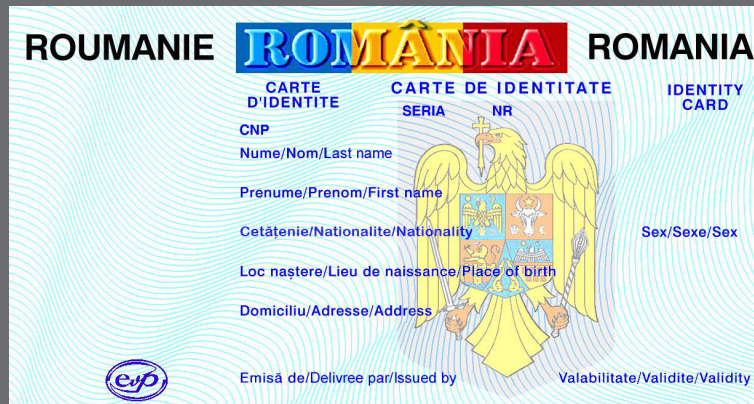 ROUMANIE ROMÂNIA ROMANIA
CARTE D'IDENTITE CARTE DE IDENTITATE IDENTITY CARD
SERIA NR
CNP
Nume/Nom/Last name
Prenume/Prenom/First name
Cetățenie/Nationalite/Nationality Sex/Sexe/Sex
Loc naștere/Lieu de naissance/Place of birth
Domiciliu/Adresse/Address
evp
Emisă de/Delivree par/Issued by Valabilitate/Validite/Validity